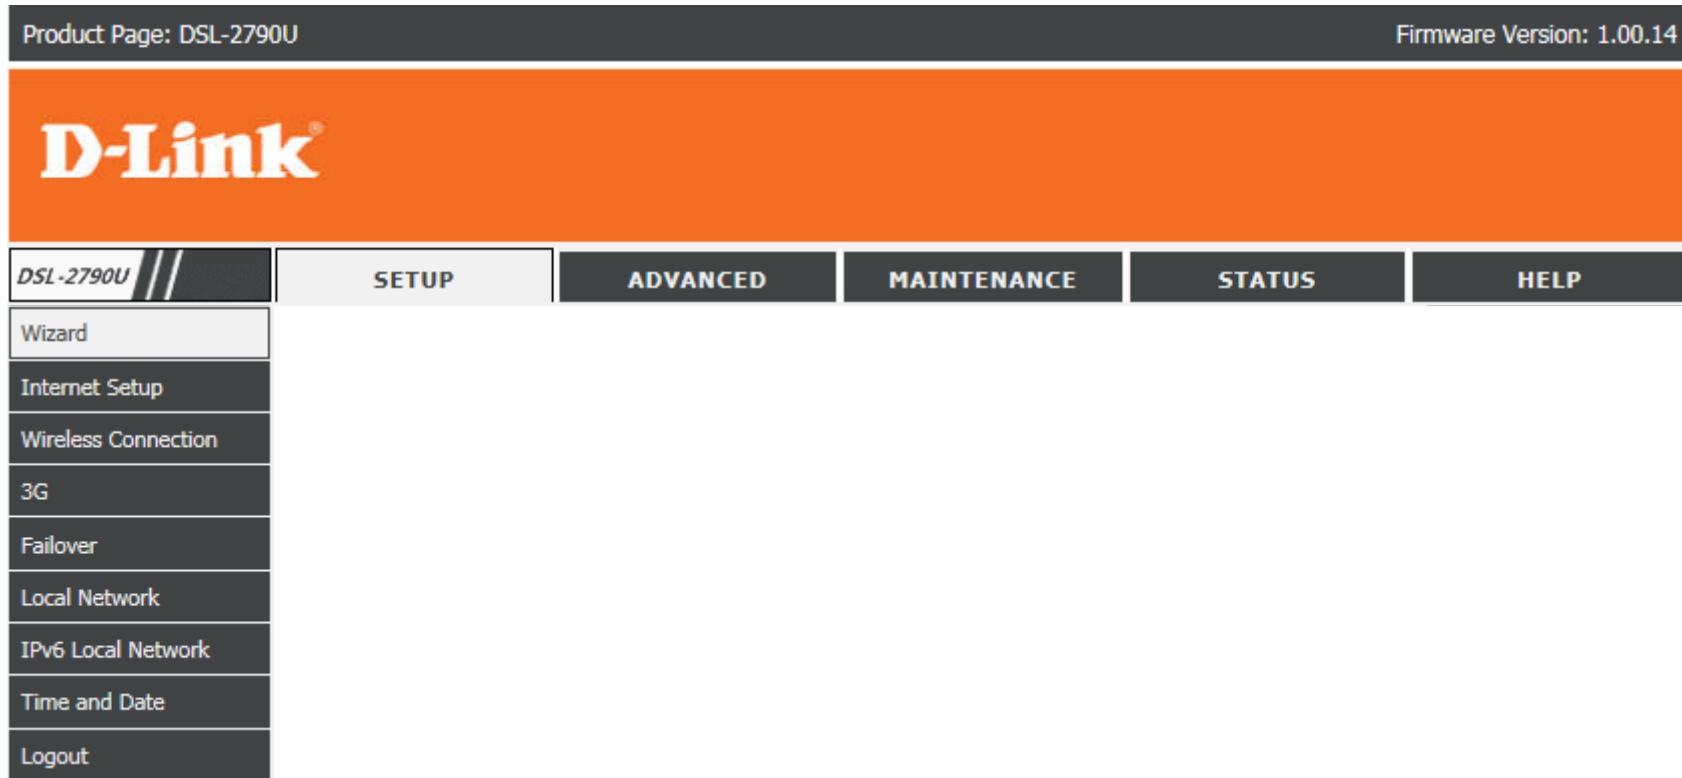 Product Page: DSL-2790U Firmware Version: 1.00.14
D-Link®
DSL-2790U SETUP ADVANCED MAINTENANCE STATUS HELP
Wizard
Internet Setup
Wireless Connection
3G
Failover
Local Network
IPv6 Local Network
Time and Date
Logout